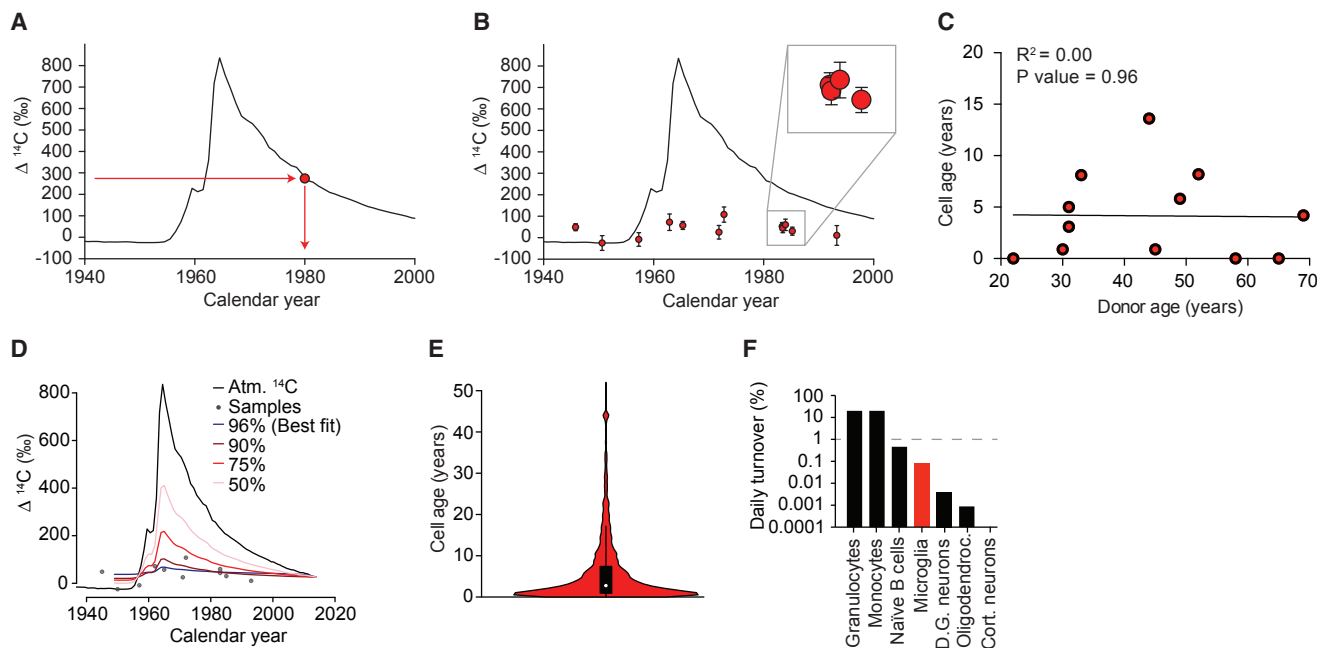 A
Δ ¹⁴C (‰)
800
700
600
500
400
300
200
100
0
-100
1940
1960
1980
2000
Calendar year
B
Δ ¹⁴C (‰)
800
700
600
500
400
300
200
100
0
-100
1940
1960
1980
2000
Calendar year
C
R² = 0.00
P value = 0.96
Cell age (years)
20
15
10
5
0
20
30
40
50
60
70
Donor age (years)
D
Δ ¹⁴C (‰)
800
600
400
200
0
Atm. ¹⁴C
Samples
96% (Best fit)
90%
75%
50%
1940
1960
1980
2000
2020
Calendar year
E
Cell age (years)
50
40
30
20
10
0
F
Daily turnover (%)
100
10
1
0.1
0.01
0.001
0.0001
Granulocytes
Monocytes
Naïve B cells
Microglia
D.G. neurons
Oligodendroc.
Cort. neurons